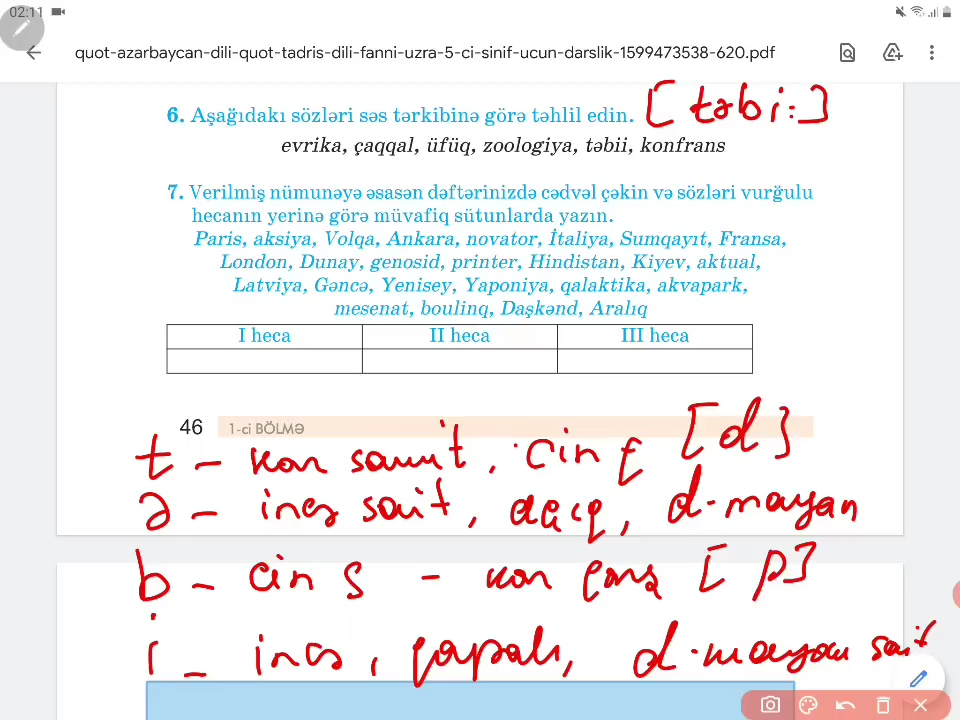 02:11
quot-azarbaycan-dili-quot-tadris-dili-fanni-uzra-5-ci-sinif-ucun-darslik-1599473538-620.pdf
6. Aşağıdakı sözləri səs tərkibinə görə təhlil edin. [təbi:]
evrika, çaqqal, üfüq, zoologiya, təbii, konfrans
7. Verilmiş nümunəyə əsasən dəftərinizdə cədvəl çəkin və sözləri vurğulu
hecanın yerinə görə müvafiq sütunlarda yazın.
Paris, aksiya, Volqa, Ankara, novator, İtaliya, Sumqayıt, Fransa,
London, Dunay, genosid, printer, Hindistan, Kiyev, aktual,
Latviya, Gəncə, Yenisey, Yaponiya, qalaktika, akvapark,
mesenat, boulinq, Daşkənd, Aralıq
I heca II heca III heca
46 1-ci BÖLMƏ
t – kar samit, cin ç [d]
ə – incə sait, açıq, d-mayan
b – cin s – kar qarş [p]
i – incə, qapalı, d-mayan sait